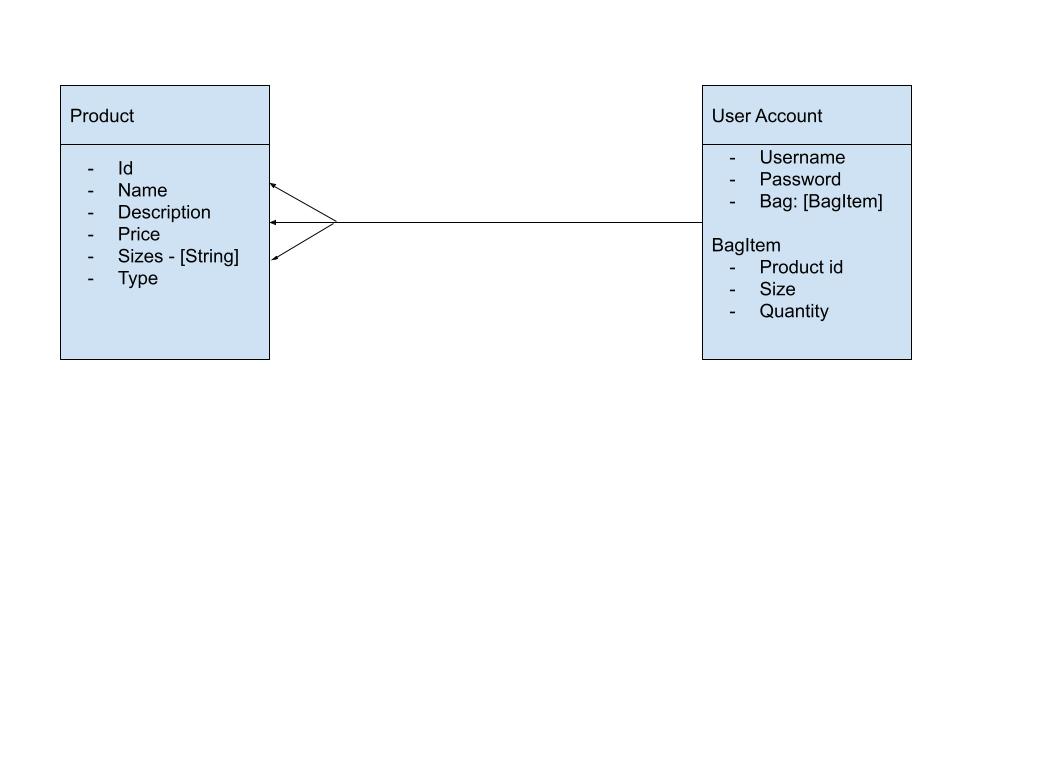 Product
- Id
- Name
- Description
- Price
- Sizes - [String]
- Type
User Account
- Username
- Password
- Bag: [BagItem]
BagItem
- Product id
- Size
- Quantity